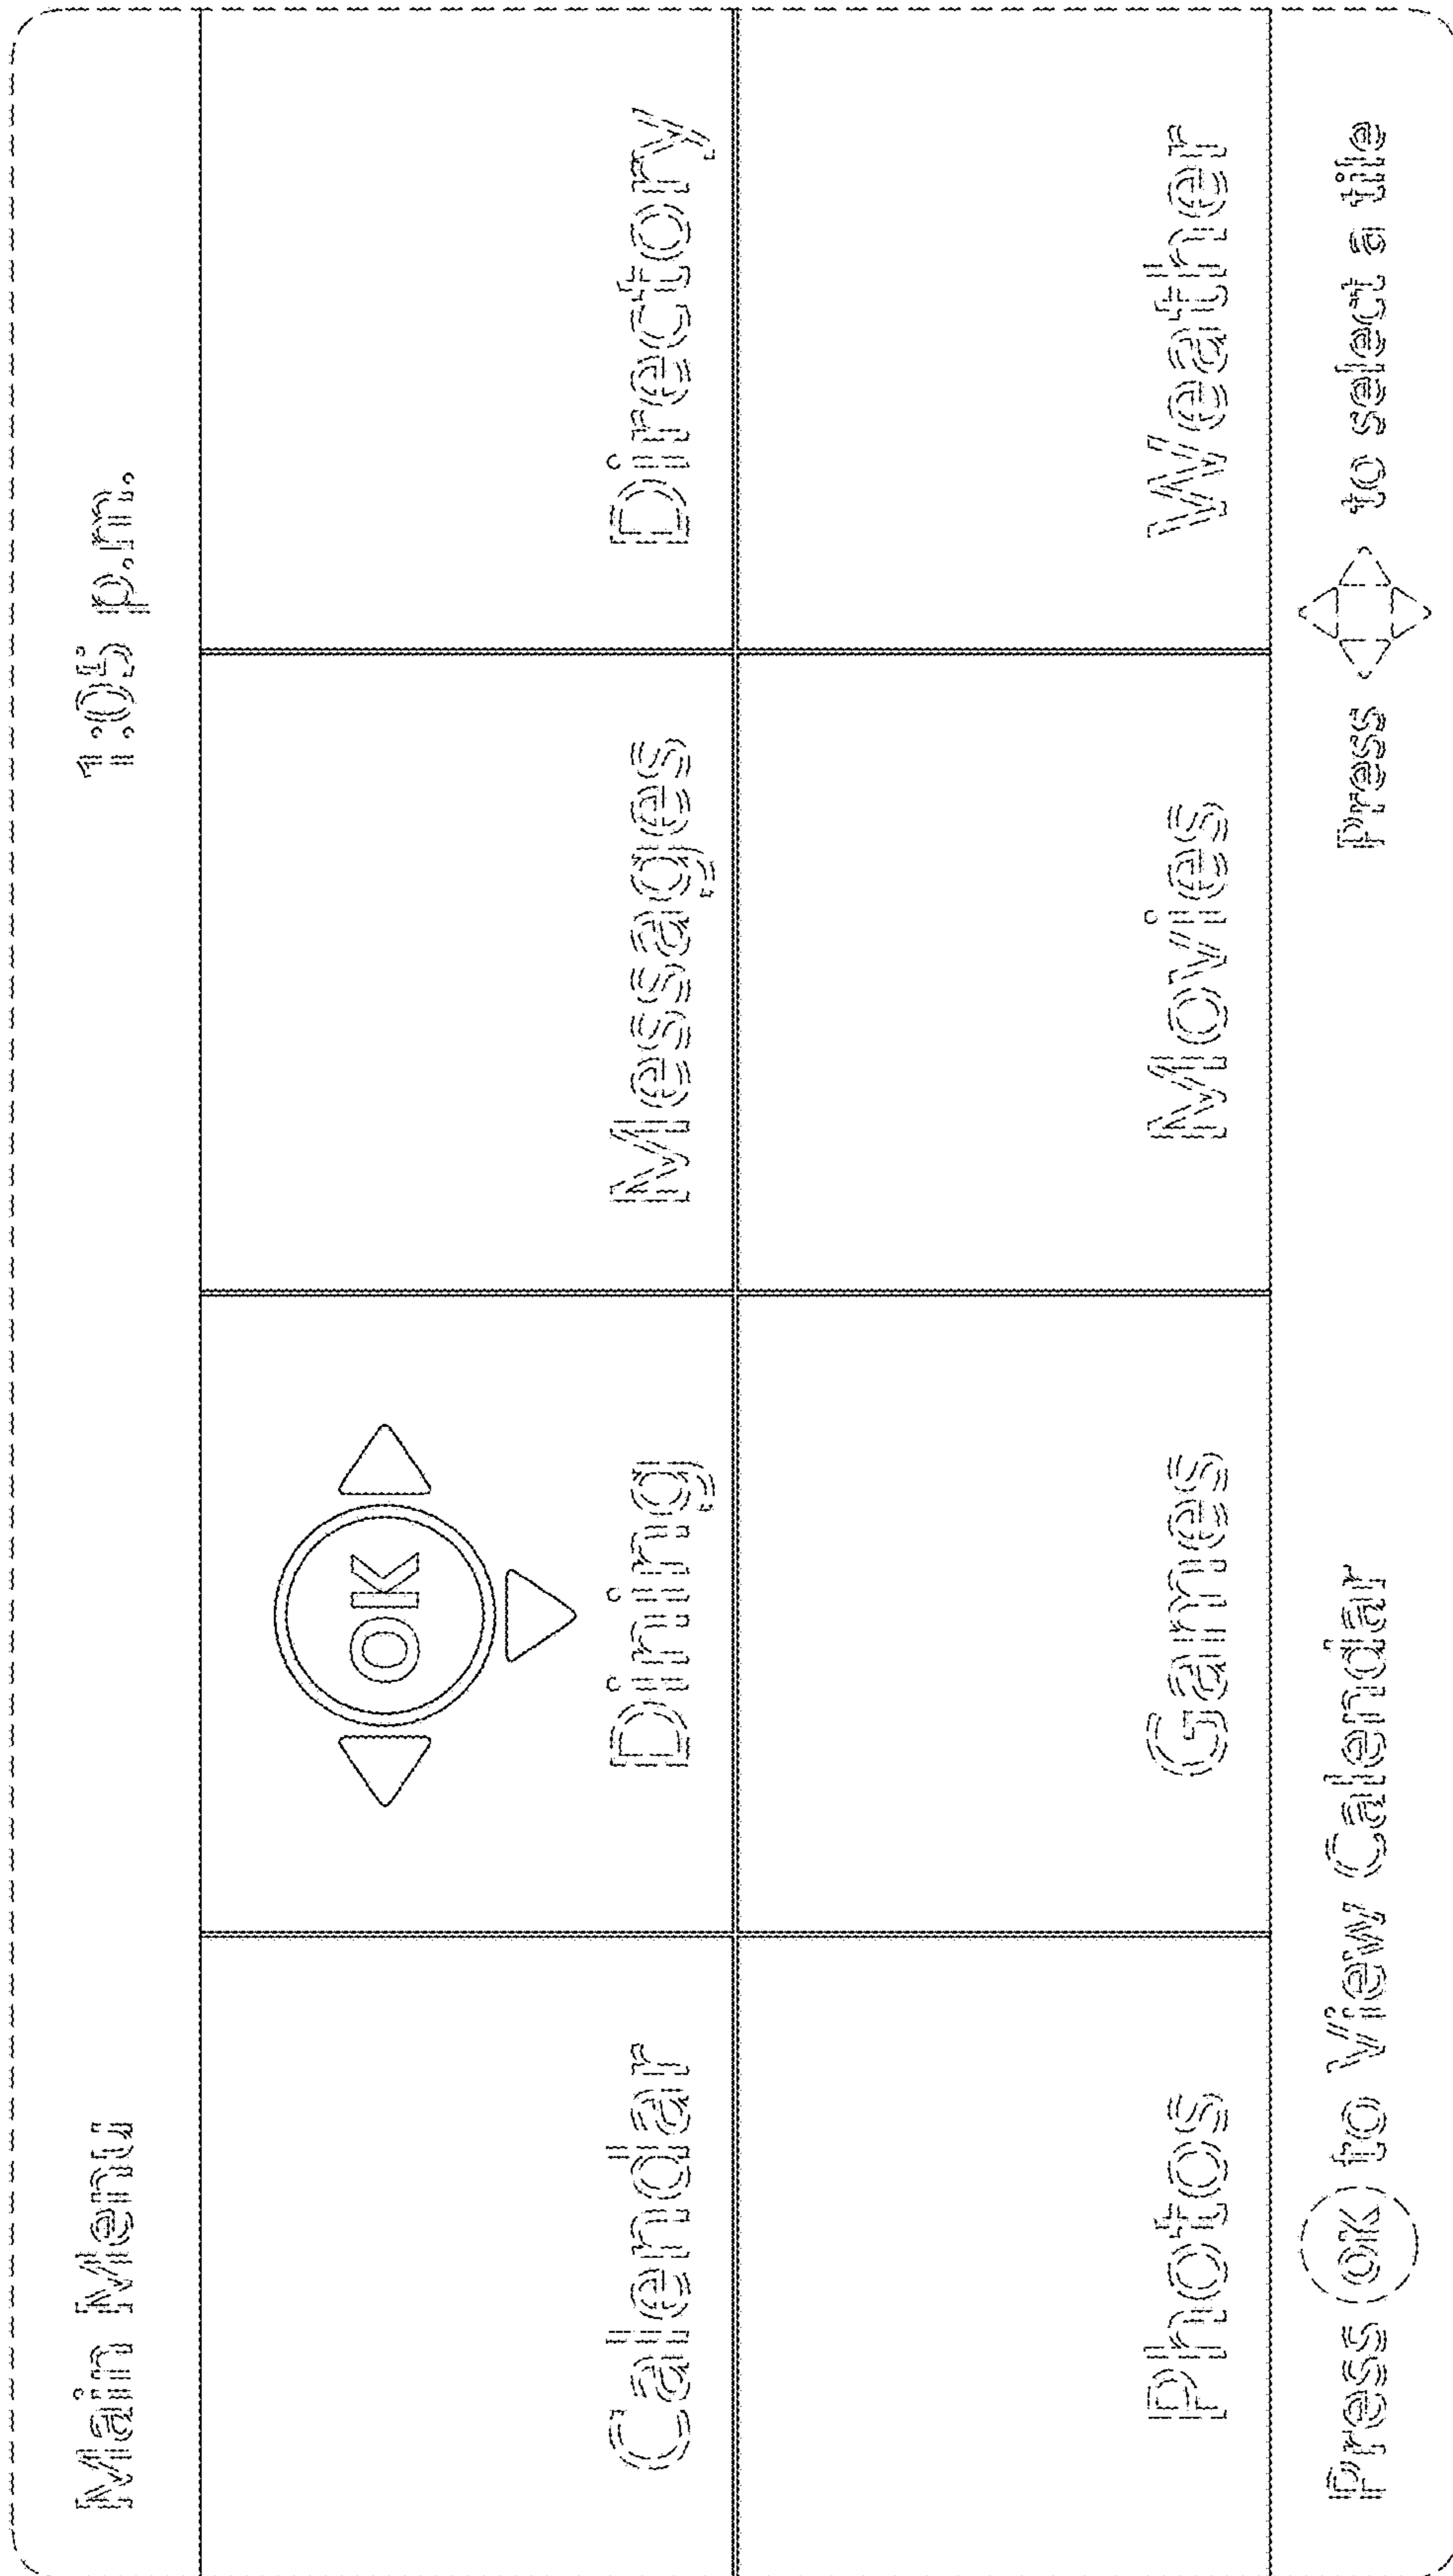 Main Menu 1:05 p.m.
OK
Calendar Dining Messages Directory
Photos Games Movies Weather
Press OK to View Calendar Press to select a tile